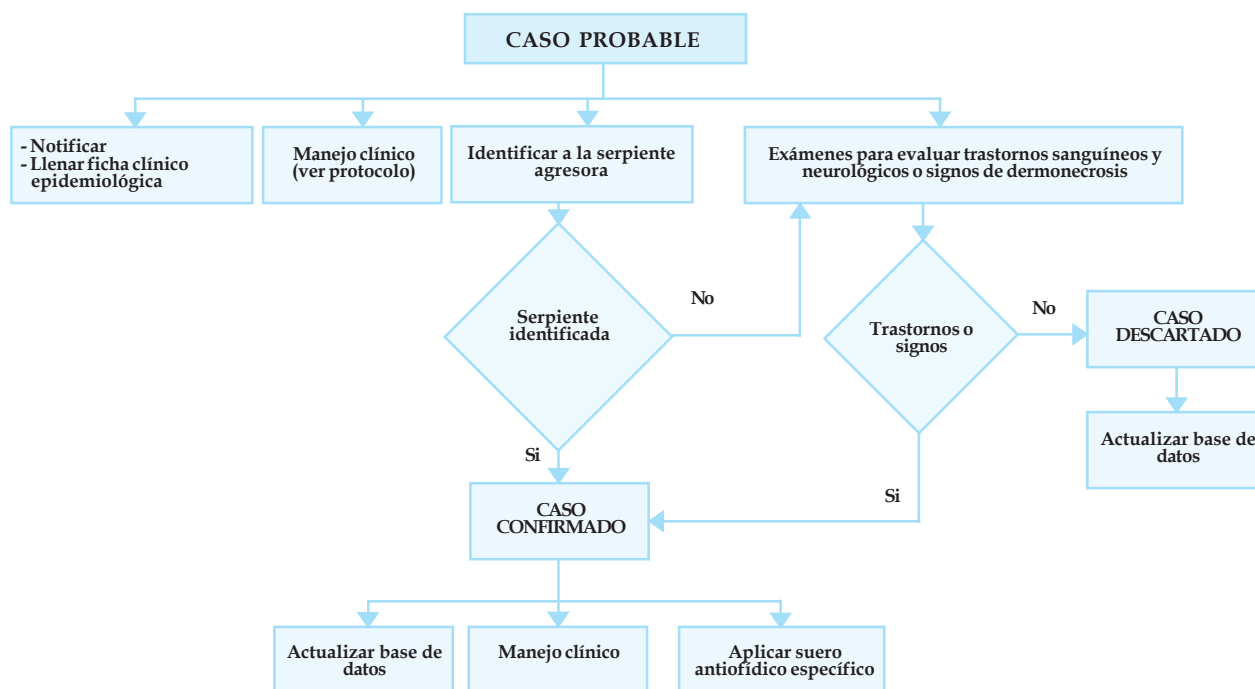 CASO PROBABLE
- Notificar
- Llenar ficha clínico
epidemiológica
Manejo clínico
(ver protocolo)
Identificar a la serpiente
agresora
Exámenes para evaluar trastornos sanguíneos y
neurológicos o signos de dermonecrosis
Serpiente
identificada
No
Trastornos o
signos
No
CASO
DESCARTADO
Actualizar base de
datos
Si
Si
CASO
CONFIRMADO
Actualizar base de
datos
Manejo clínico
Aplicar suero
antiofídico específico